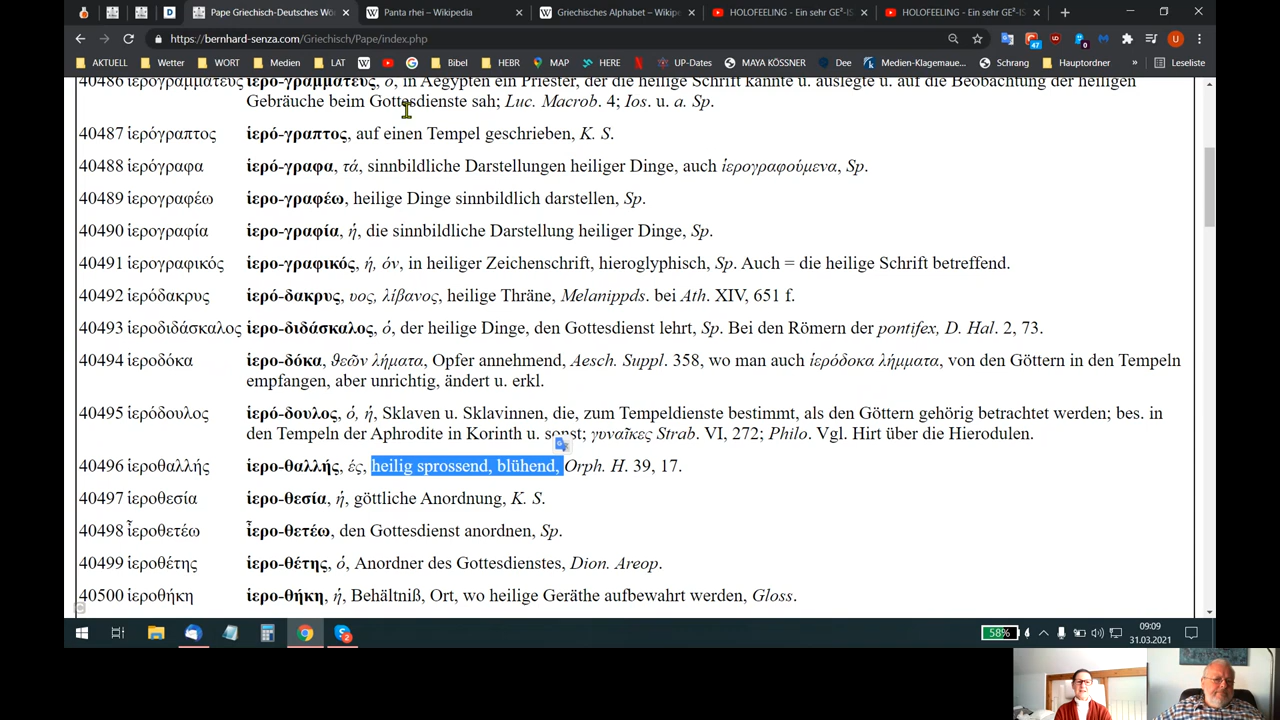 Pape Griechisch-Deutsches Wö
Panta rhei – Wikipedia
Griechisches Alphabet – Wikipe
HOLOFEELING - Ein sehr GE²-IS
HOLOFEELING - Ein sehr GE²-IS
https://bernhard-senza.com/Griechisch/Pape/index.php
AKTUELL Wetter WORT Medien LAT Bibel HEBR MAP HERE UP-Dates MAYA KÖSSNER Dee Medien-Klagemaue... Schrang Hauptordner Leseliste
40486 ἱερογραμματεύς ἱερο-γραμματεύς, ὁ, in Aegypten ein Priester, der die heilige Schrift kannte u. auslegte u. auf die Beobachtung der heiligen
Gebräuche beim Gottesdienste sah; Luc. Macrob. 4; Ios. u. a. Sp.
40487 ἱερόγραπτος ἱερό-γραπτος, auf einen Tempel geschrieben, K. S.
40488 ἱερόγραφα ἱερό-γραφα, τά, sinnbildliche Darstellungen heiliger Dinge, auch ἱερογραφούμενα, Sp.
40489 ἱερογραφέω ἱερο-γραφέω, heilige Dinge sinnbildlich darstellen, Sp.
40490 ἱερογραφία ἱερο-γραφία, ἡ, die sinnbildliche Darstellung heiliger Dinge, Sp.
40491 ἱερογραφικός ἱερο-γραφικός, ή, όν, in heiliger Zeichenschrift, hieroglyphisch, Sp. Auch = die heilige Schrift betreffend.
40492 ἱερόδακρυς ἱερό-δακρυς, υος, λίβανος, heilige Thräne, Melanippds. bei Ath. XIV, 651 f.
40493 ἱεροδιδάσκαλος ἱερο-διδάσκαλος, ὁ, der heilige Dinge, den Gottesdienst lehrt, Sp. Bei den Römern der pontifex, D. Hal. 2, 73.
40494 ἱεροδόκα ἱερο-δόκα, ϑεῶν λήματα, Opfer annehmend, Aesch. Suppl. 358, wo man auch ἱερόδοκα λήμματα, von den Göttern in den Tempeln
empfangen, aber unrichtig, ändert u. erkl.
40495 ἱερόδουλος ἱερό-δουλος, ὁ, ἡ, Sklaven u. Sklavinnen, die, zum Tempeldienste bestimmt, als den Göttern gehörig betrachtet werden; bes. in
den Tempeln der Aphrodite in Korinth u. sonst; γυναῖκες Strab. VI, 272; Philo. Vgl. Hirt über die Hierodulen.
40496 ἱεροθαλλής ἱερο-θαλλής, ές, heilig sprossend, blühend, Orph. H. 39, 17.
40497 ἱεροθεσία ἱερο-θεσία, ἡ, göttliche Anordnung, K. S.
40498 ἱεροθετέω ἱερο-θετέω, den Gottesdienst anordnen, Sp.
40499 ἱεροθέτης ἱερο-θέτης, ὁ, Anordner des Gottesdienstes, Dion. Areop.
40500 ἱεροθήκη ἱερο-θήκη, ἡ, Behältniß, Ort, wo heilige Geräthe aufbewahrt werden, Gloss.
58%
09:09
31.03.2021